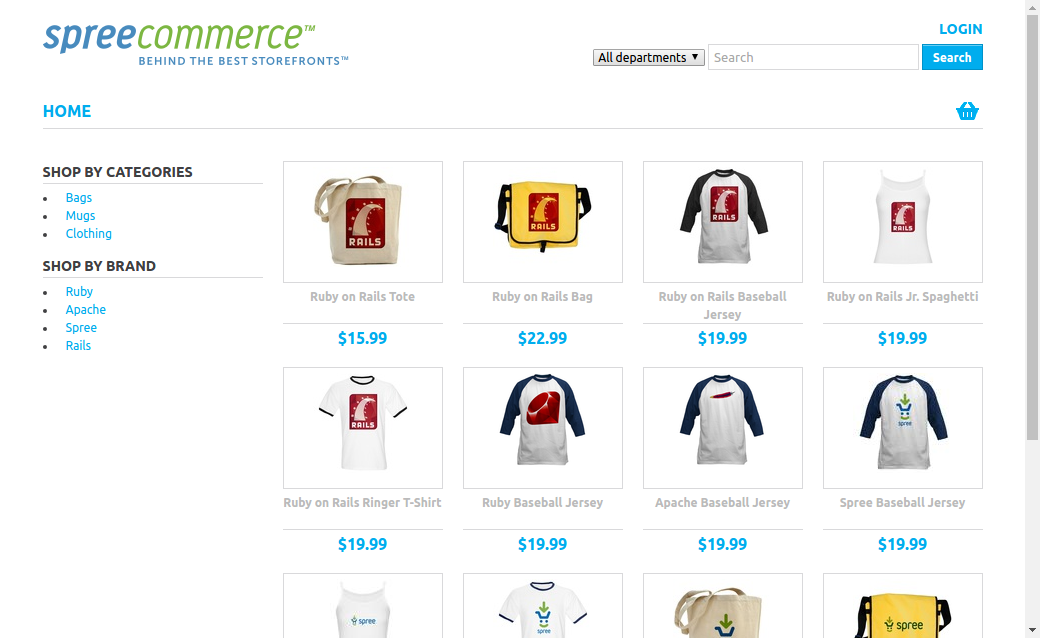 spreecommerce™
BEHIND THE BEST STOREFRONTS™
LOGIN
All departments ▼
Search
Search
HOME
SHOP BY CATEGORIES
Bags
Mugs
Clothing
SHOP BY BRAND
Ruby
Apache
Spree
Rails
RAILS
RAILS
RAILS
RAILS
Ruby on Rails Tote
Ruby on Rails Bag
Ruby on Rails Baseball
Jersey
Ruby on Rails Jr. Spaghetti
$15.99
$22.99
$19.99
$19.99
RAILS
spree
Ruby on Rails Ringer T-Shirt
Ruby Baseball Jersey
Apache Baseball Jersey
Spree Baseball Jersey
$19.99
$19.99
$19.99
$19.99
spree
spree
spree